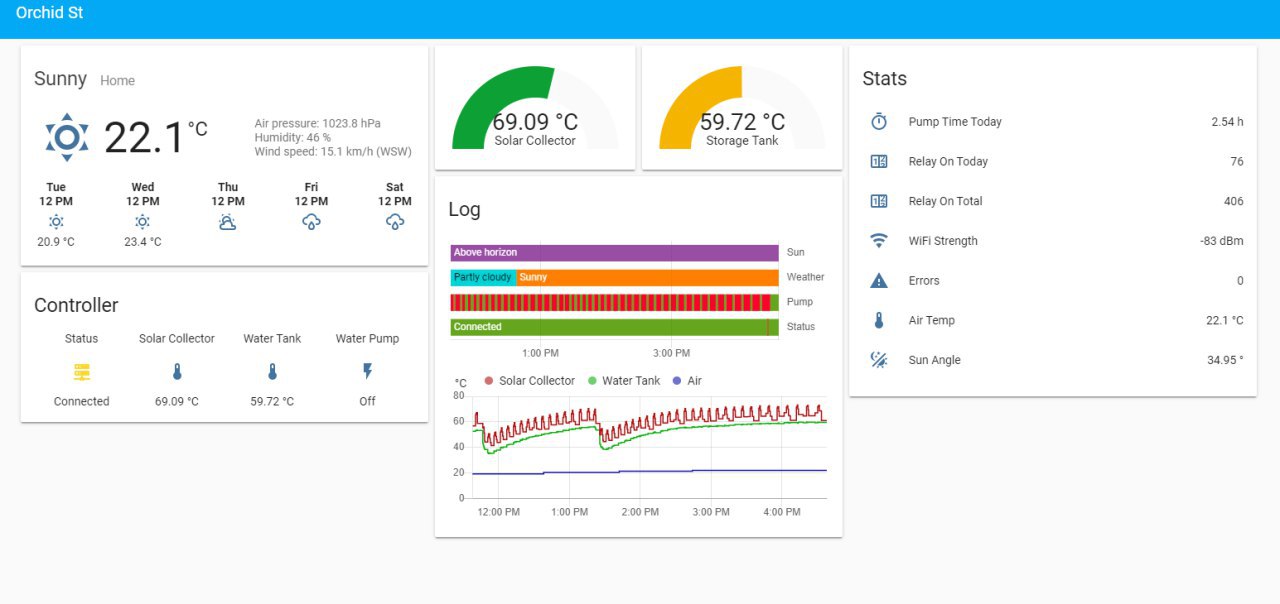 Orchid St
Sunny Home
22.1 °C
Air pressure: 1023.8 hPa
Humidity: 46 %
Wind speed: 15.1 km/h (WSW)
Tue Wed Thu Fri Sat
12 PM 12 PM 12 PM 12 PM 12 PM
20.9 °C 23.4 °C
Controller
Status Solar Collector Water Tank Water Pump
Connected 69.09 °C 59.72 °C Off
69.09 °C
Solar Collector
59.72 °C
Storage Tank
Log
Above horizon Sun
Partly cloudy Sunny Weather
Pump
Connected Status
1:00 PM 3:00 PM
°C Solar Collector Water Tank Air
80
60
40
20
0
12:00 PM 1:00 PM 2:00 PM 3:00 PM 4:00 PM
Stats
Pump Time Today 2.54 h
Relay On Today 76
Relay On Total 406
WiFi Strength -83 dBm
Errors 0
Air Temp 22.1 °C
Sun Angle 34.95 °